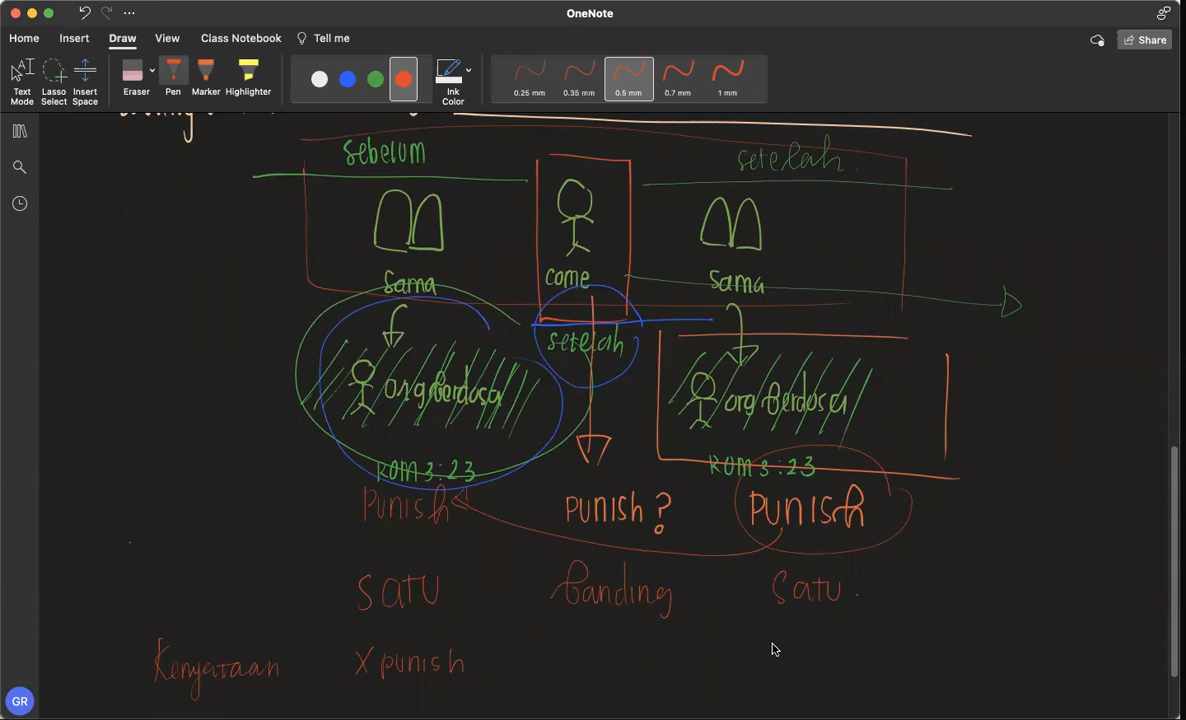 OneNote
Home Insert Draw View Class Notebook Tell me
Share
Text Mode
Lasso Select
Insert Space
Eraser
Pen
Marker
Highlighter
Ink Color
0.25 mm
0.35 mm
0.5 mm
0.7 mm
1 mm
sebelum
setelah
sama
come
sama
setelah
org Berdosa
org Berdosa
ROM 3:23
ROM 3:23
Punish!
PUNISH?
PUNISH
SATU
banding
satu.
Kenyataan
X punish
GR